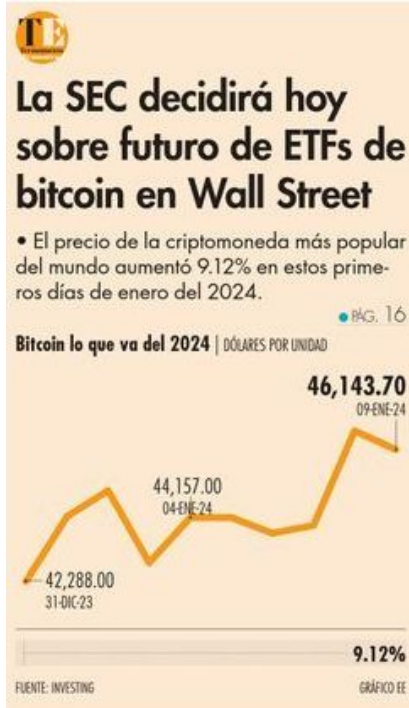 TE
La SEC decidirá hoy
sobre futuro de ETFs de
bitcoin en Wall Street
• El precio de la criptomoneda más popular
del mundo aumentó 9.12% en estos prime-
ros días de enero del 2024.
● PÁG. 16
Bitcoin lo que va del 2024 | DÓLARES POR UNIDAD
46,143.70
09-ENE-24
44,157.00
04-ENE-24
42,288.00
31-DIC-23
9.12%
FUENTE: INVESTING
GRÁFICO EE